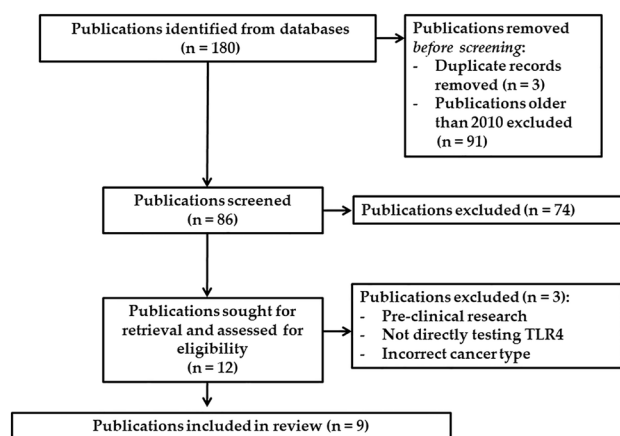 Publications identified from databases
(n = 180)
Publications removed
before screening:
- Duplicate records
removed (n = 3)
- Publications older
than 2010 excluded
(n = 91)
Publications screened
(n = 86)
Publications excluded (n = 74)
Publications sought for
retrieval and assessed for
eligibility
(n = 12)
Publications excluded (n = 3):
- Pre-clinical research
- Not directly testing TLR4
- Incorrect cancer type
Publications included in review (n = 9)